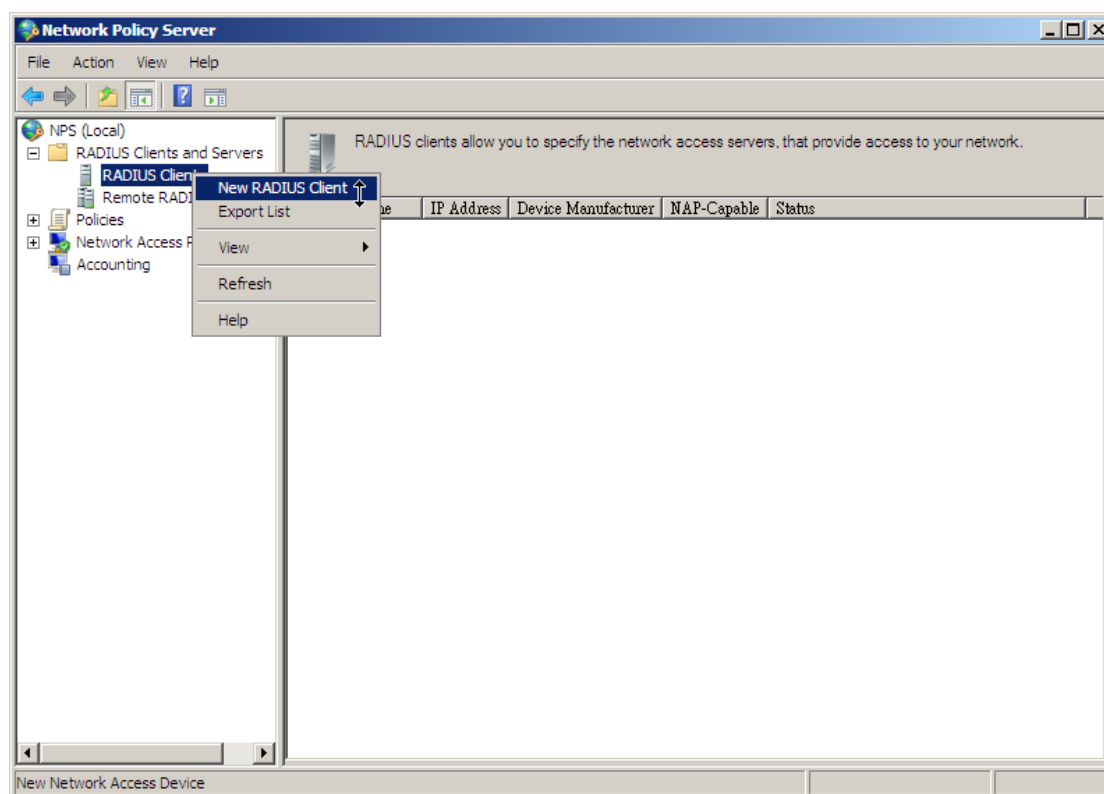 Network Policy Server
File Action View Help
NPS (Local)
RADIUS Clients and Servers
RADIUS Client
Remote RADI
Policies
Network Access P
Accounting
New RADIUS Client
Export List
View
Refresh
Help
RADIUS clients allow you to specify the network access servers, that provide access to your network.
IP Address Device Manufacturer NAP-Capable Status
New Network Access Device